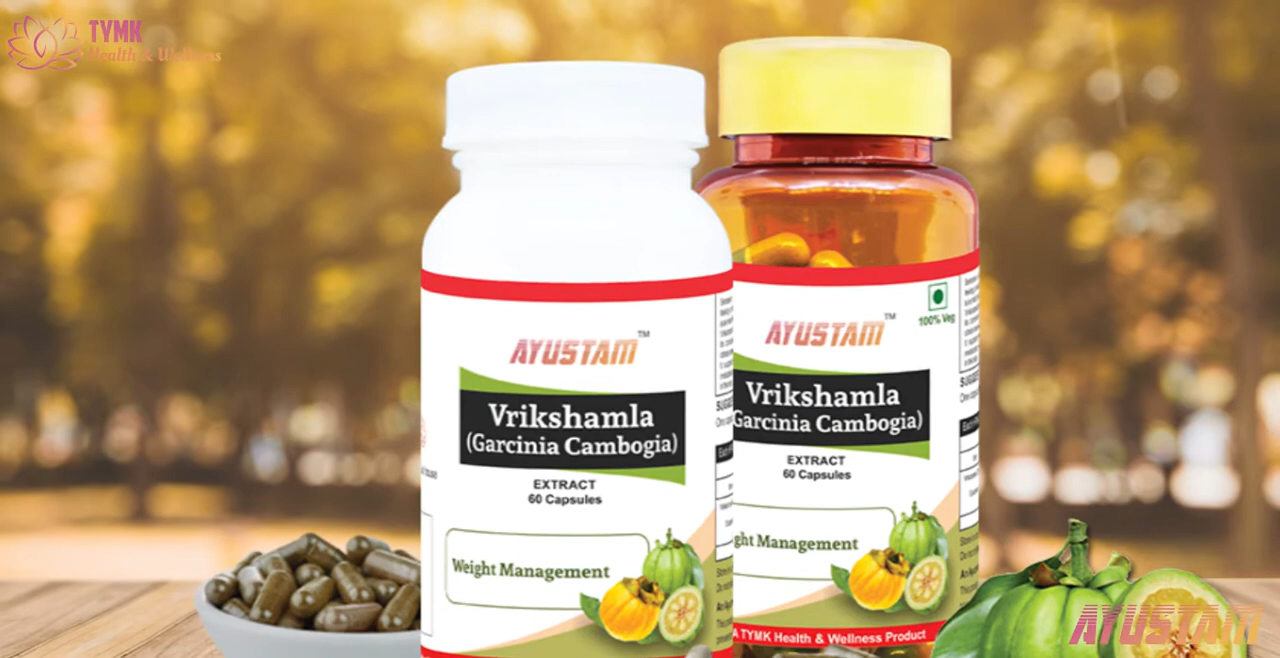 TYMK
Health & Wellness
AYUSTAM™
Vrikshamla
(Garcinia Cambogia)
EXTRACT
60 Capsules
Weight Management
AYUSTAM™
100% Veg
Vrikshamla
Garcinia Cambogia)
EXTRACT
60 Capsules
ght Management
A TYMK Health & Wellness Product
AYUSTAM